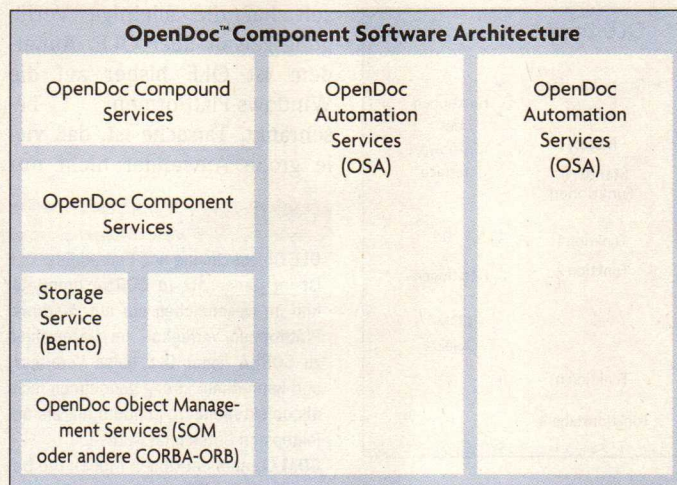 OpenDoc™ Component Software Architecture
OpenDoc Compound
Services
OpenDoc Component
Services
Storage
Service
(Bento)
OpenDoc Object Manage-
ment Services (SOM
oder andere CORBA-ORB)
OpenDoc
Automation
Services
(OSA)
OpenDoc
Automation
Services
(OSA)